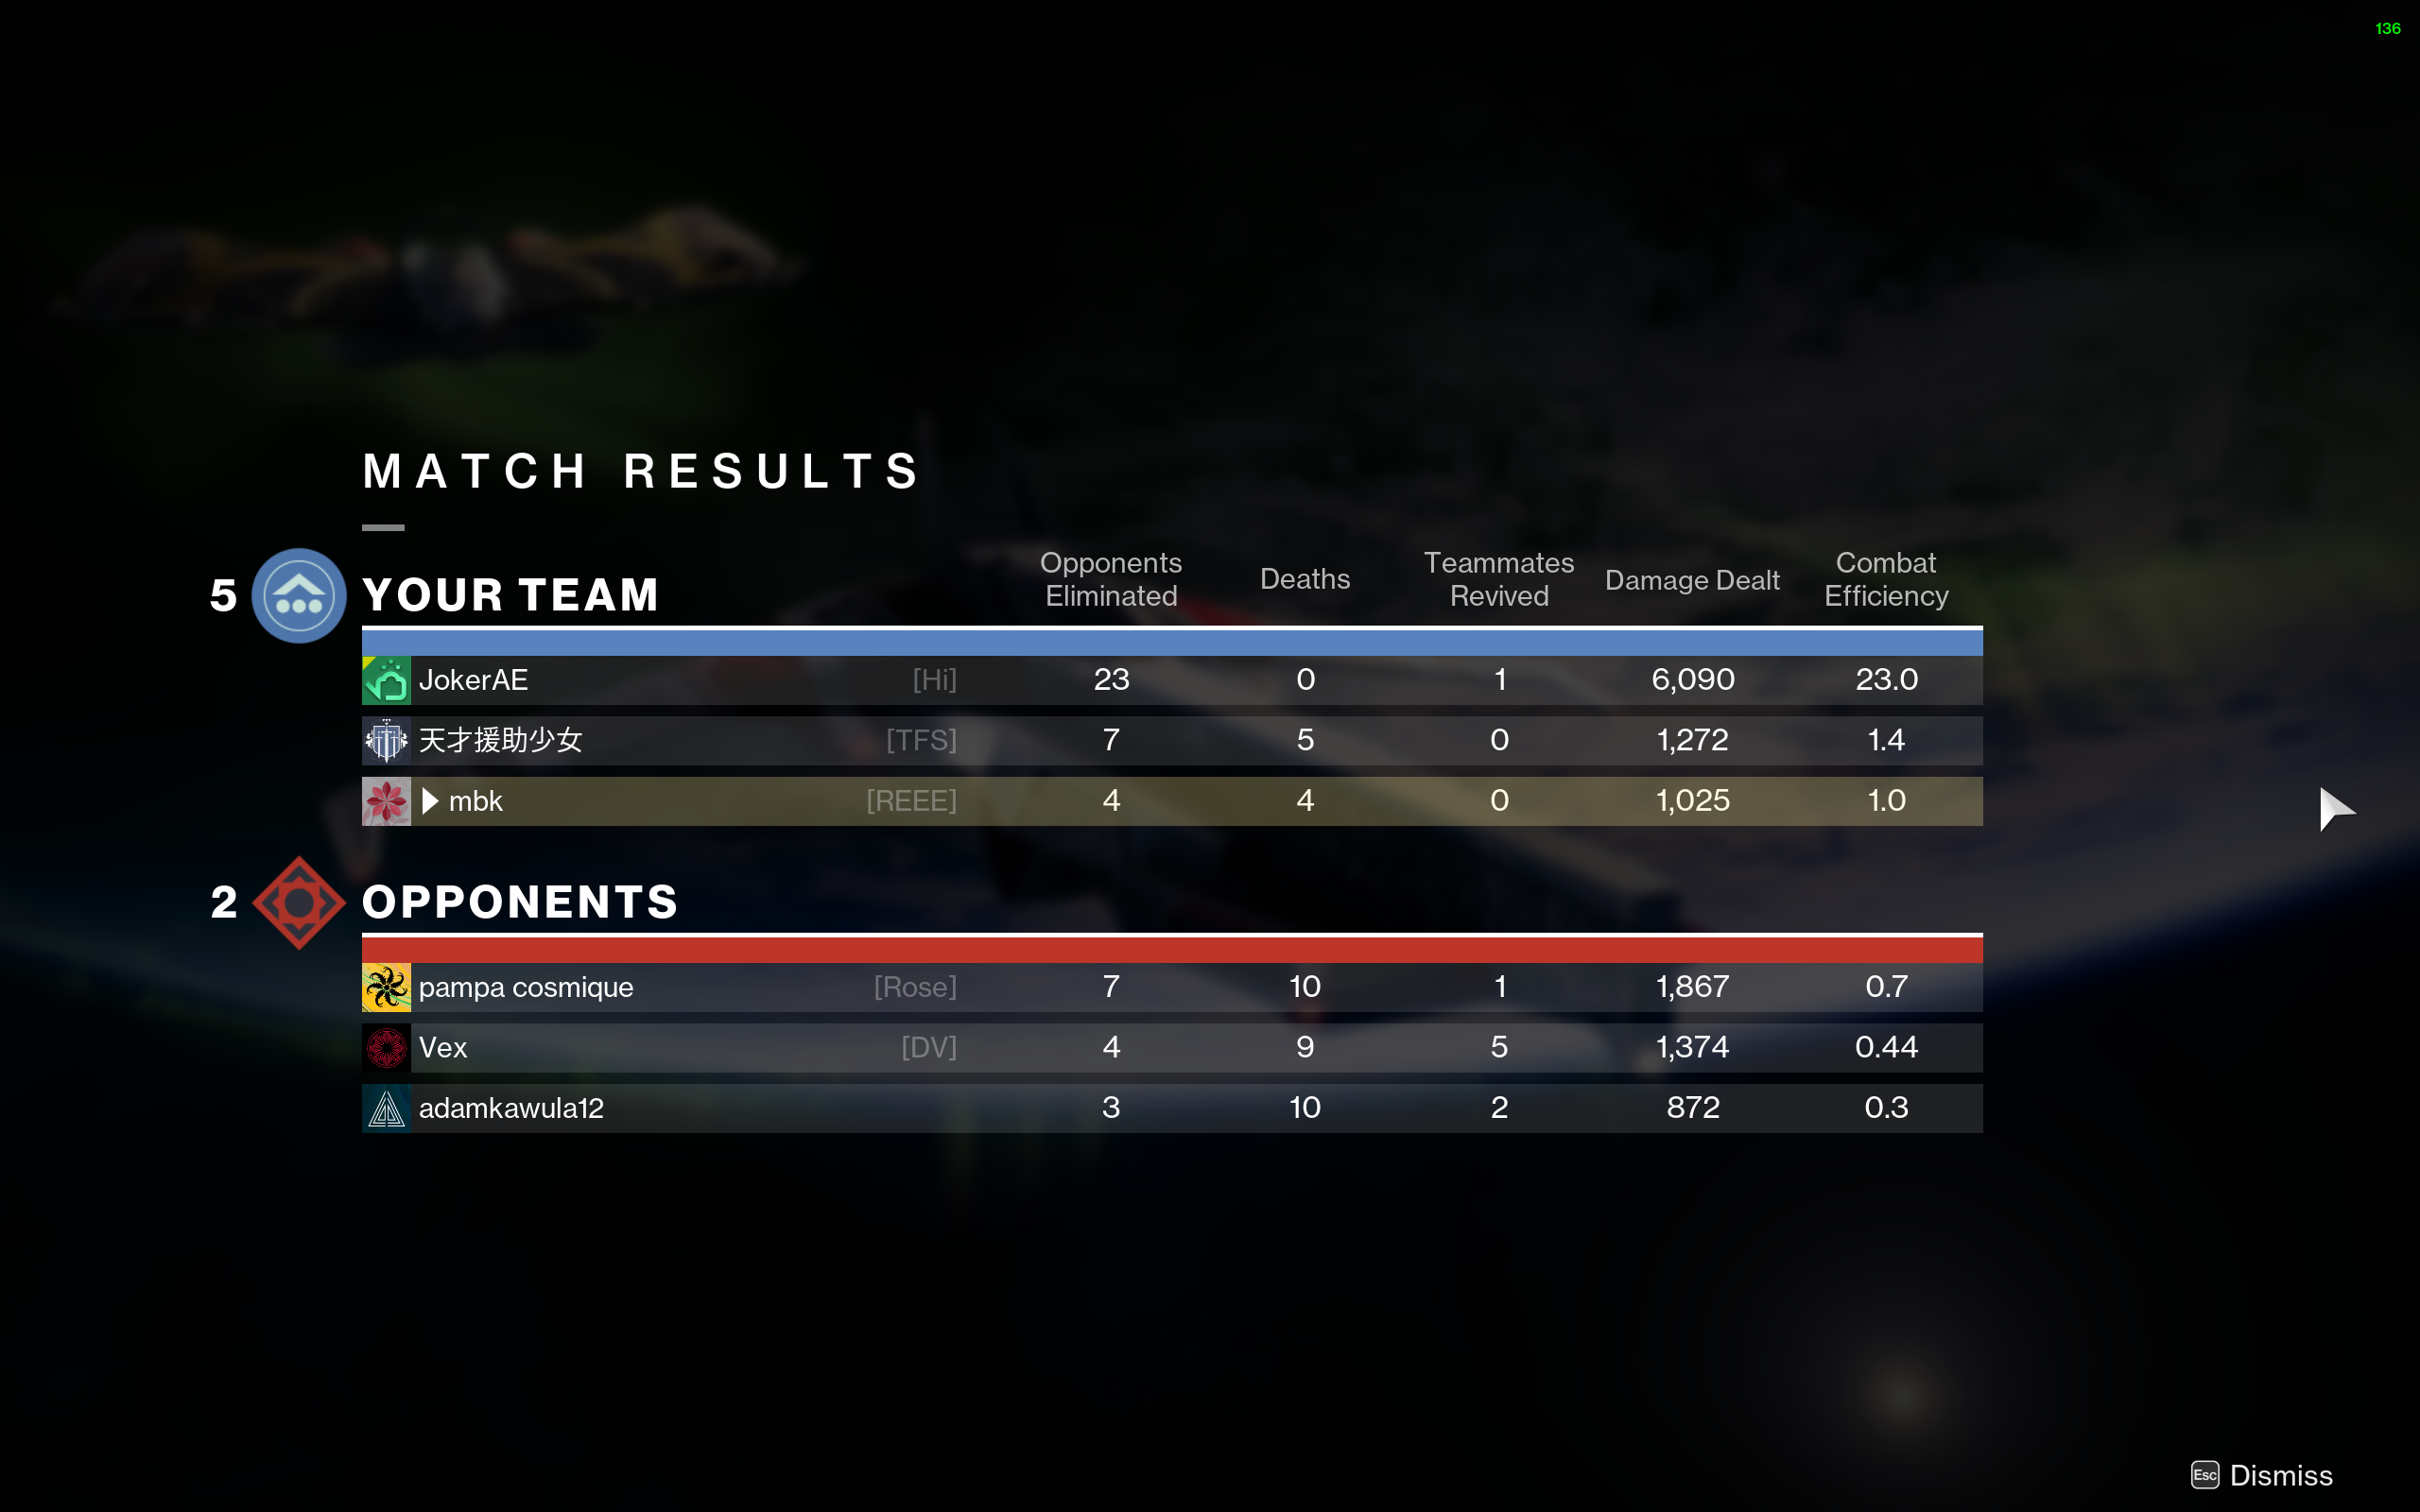 136
MATCH RESULTS
5 YOUR TEAM Opponents Eliminated Deaths Teammates Revived Damage Dealt Combat Efficiency
JokerAE [Hi] 23 0 1 6,090 23.0
天才援助少女 [TFS] 7 5 0 1,272 1.4
mbk [REEE] 4 4 0 1,025 1.0
2 OPPONENTS
pampa cosmique [Rose] 7 10 1 1,867 0.7
Vex [DV] 4 9 5 1,374 0.44
adamkawula12 3 10 2 872 0.3
Esc Dismiss